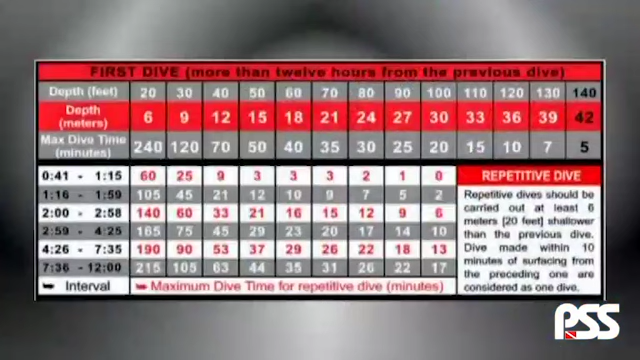 FIRST DIVE (more than twelve hours from the previous dive)
Depth (feet) 20 30 40 50 60 70 80 90 100 110 120 130 140
Depth (meters) 6 9 12 15 18 21 24 27 30 33 36 39 42
Max Dive Time (minutes) 240 120 70 50 40 35 30 25 20 15 10 7 5
0:41 - 1:15 60 25 9 3 3 3 2 1 0
1:16 - 1:59 105 45 21 12 10 9 7 5 2
2:00 - 2:58 140 60 33 21 16 15 12 9 6
2:59 - 4:25 165 75 45 29 23 20 17 14 10
4:26 - 7:35 190 90 53 37 29 26 22 18 13
7:36 - 12:00 215 105 63 44 35 31 26 22 17
Interval Maximum Dive Time for repetitive dive (minutes)
REPETITIVE DIVE
Repetitive dives should be
carried out at least 6
meters [20 feet] shallower
than the previous dive.
Dive made within 10
minutes of surfacing from
the preceding one are
considered as one dive.
PSS